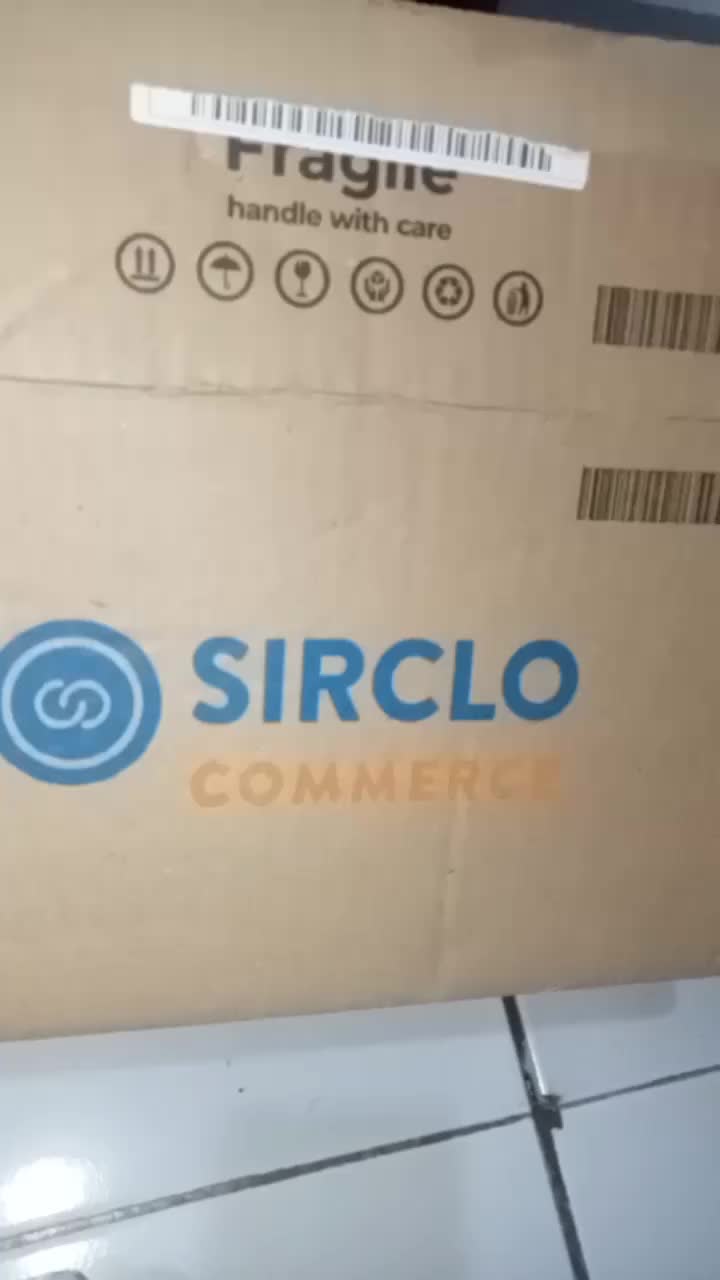 Fragile
handle with care
SIRCLO
COMMERCE